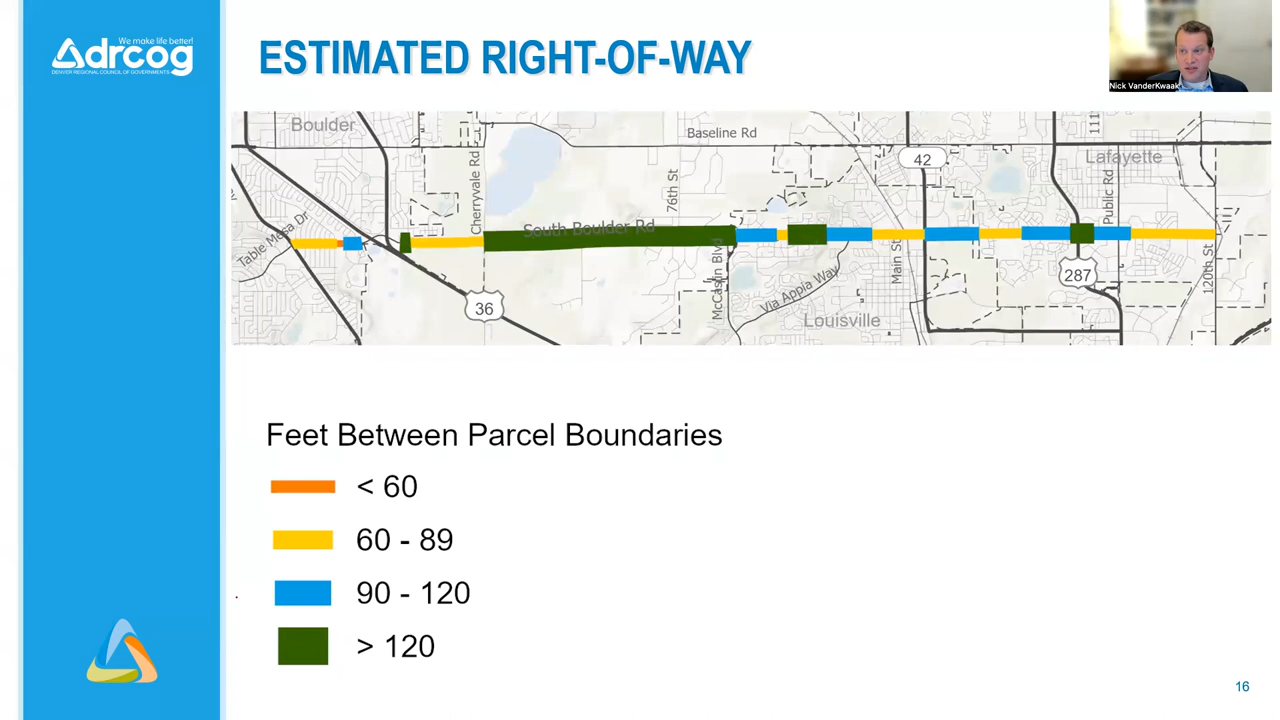 We make life better!
drcog
DENVER REGIONAL COUNCIL OF GOVERNMENTS
ESTIMATED RIGHT-OF-WAY
Nick VanderKwaak
Boulder
Baseline Rd
111
42
Lafayette
Cherryvale Rd
76th St
Public Rd
Table Mesa Dr
South Boulder Rd
McCaslin Blvd
Main St
120th St
Via Appia Way
287
36
Louisville
Feet Between Parcel Boundaries
< 60
60 - 89
90 - 120
> 120
16